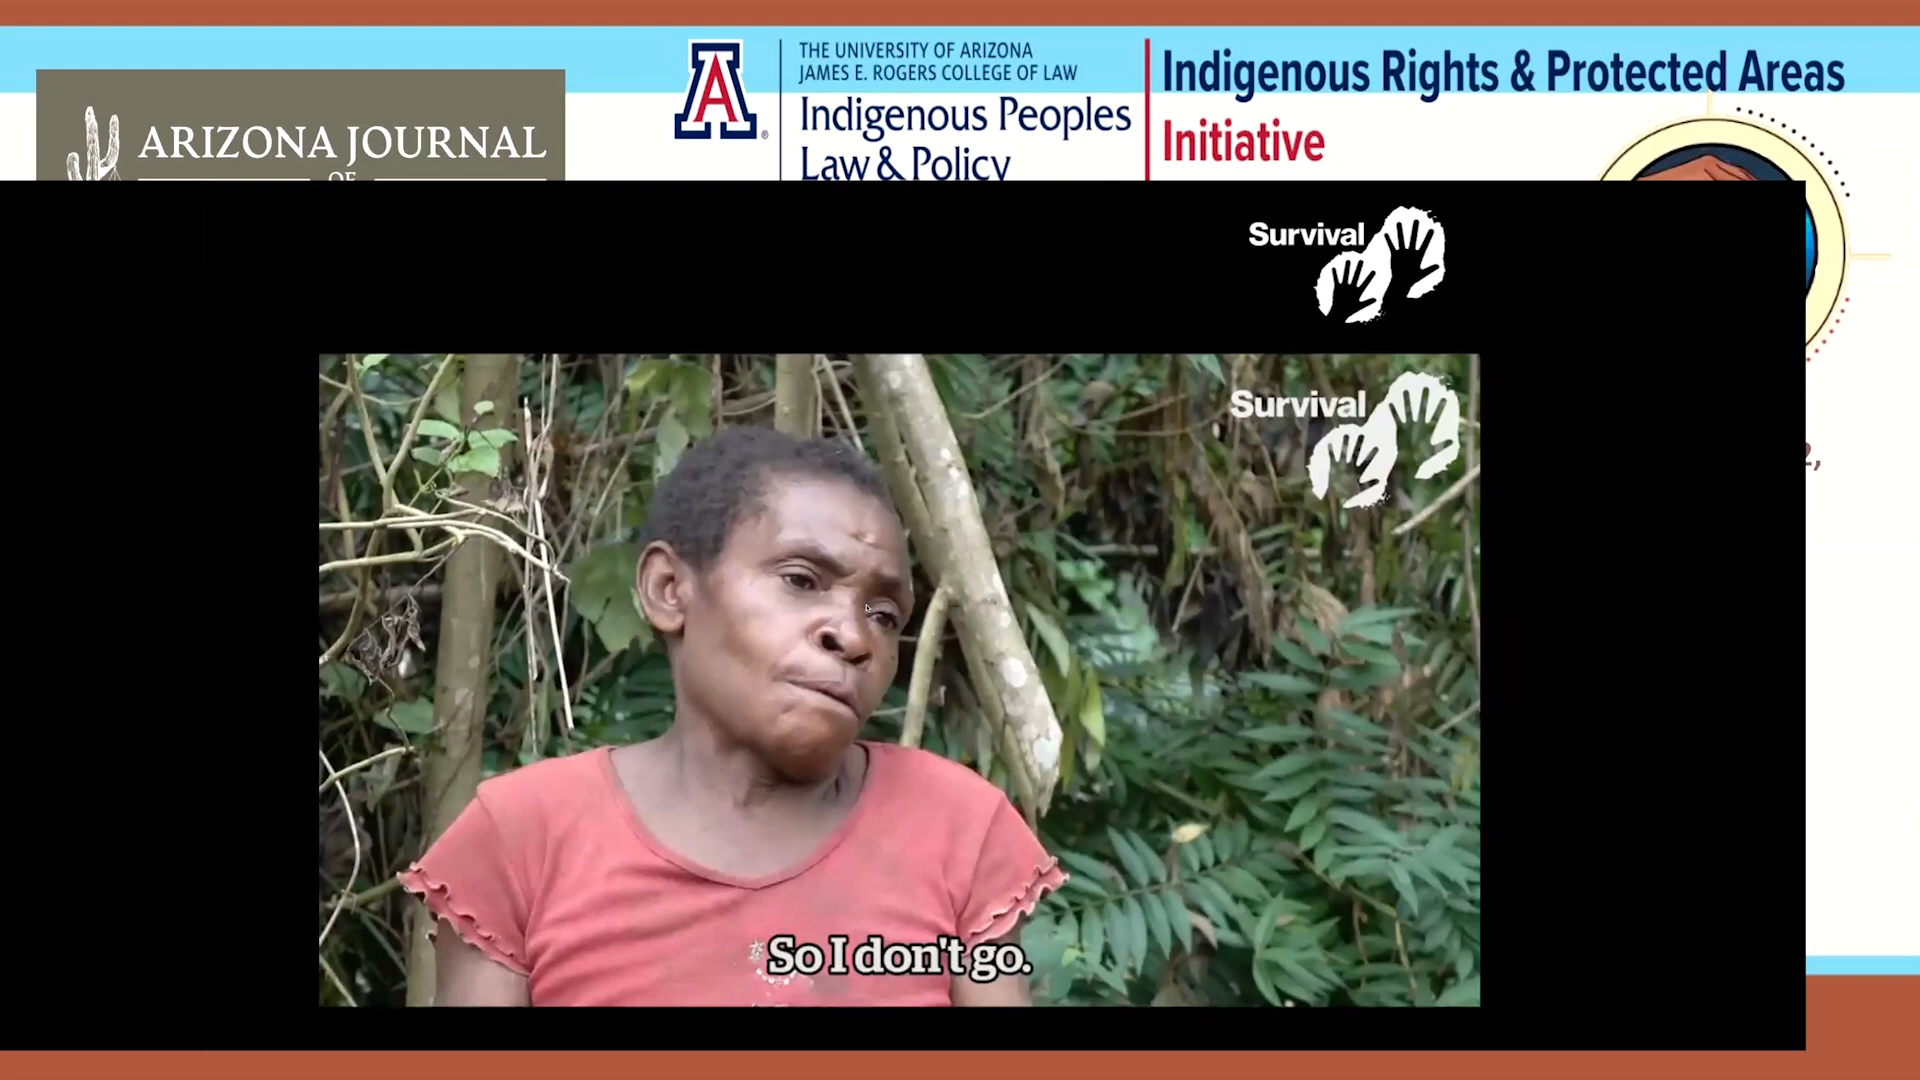 ARIZONA JOURNAL
OF
THE UNIVERSITY OF ARIZONA
JAMES E. ROGERS COLLEGE OF LAW
Indigenous Peoples
Law & Policy
Indigenous Rights & Protected Areas
Initiative
Survival
Survival
So I don't go.